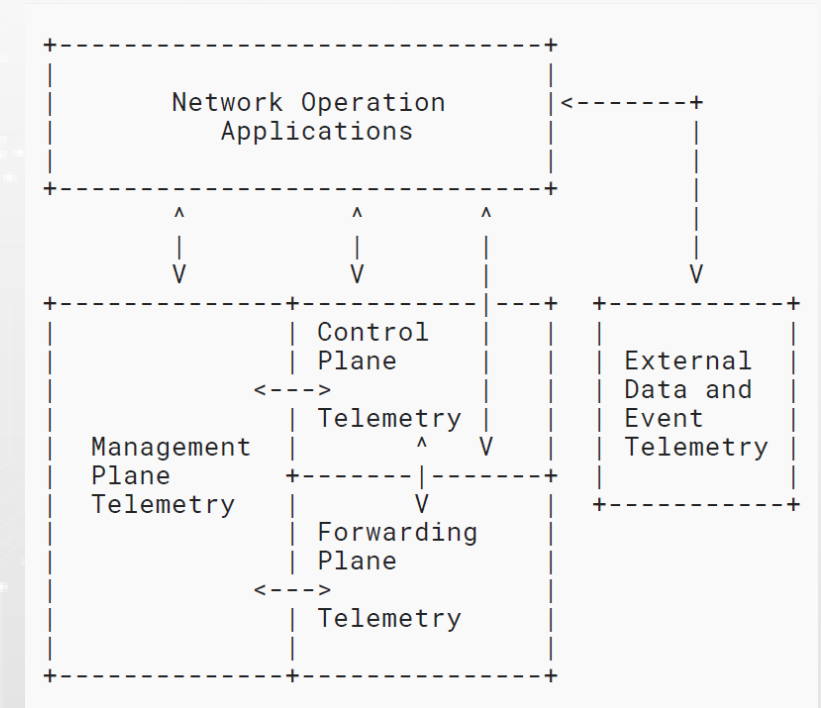 +------------------------------+
|                              |
|       Network Operation      |<-------+
|          Applications        |        |
|                              |        |
+------------------------------+        |
        ^          ^       ^            |
        |          |       |            |
        V          V       |            V
+--------------+-----------|---+  +-----------+
|              | Control   |   |  |           |
|              | Plane     |   |  | External  |
|            <--->         |   |  | Data and  |
|              | Telemetry |   |  | Event     |
|  Management  |       ^   V   |  | Telemetry |
|  Plane       +-------|-------+  |           |
|  Telemetry   |       V       |  +-----------+
|              | Forwarding    |
|              | Plane         |
|            <--->             |
|              | Telemetry     |
|              |               |
+--------------+---------------+